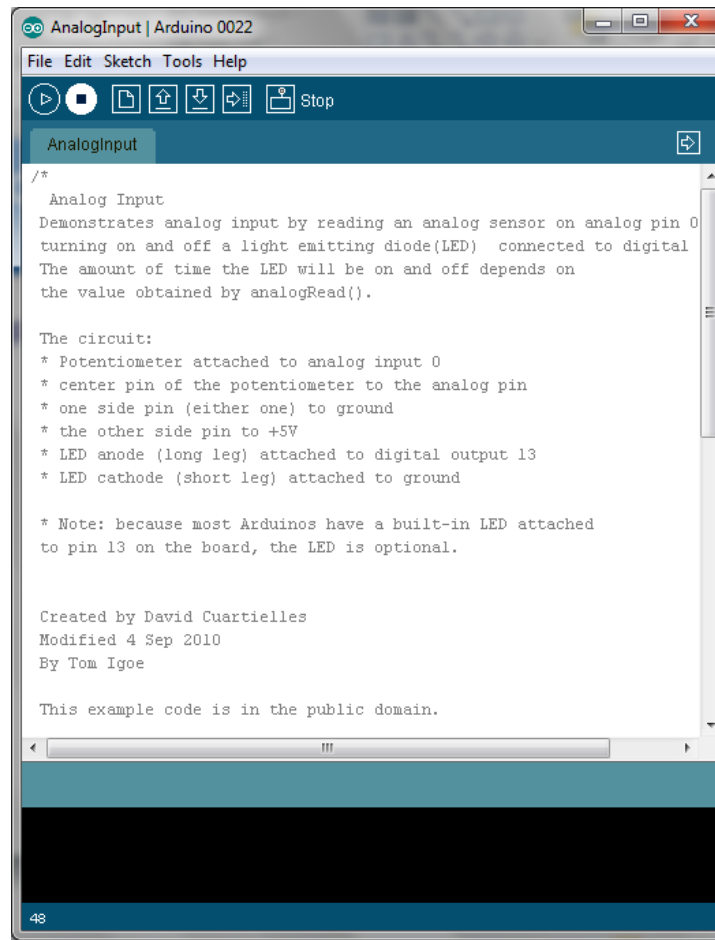 AnalogInput | Arduino 0022
File Edit Sketch Tools Help
Stop
AnalogInput
/*
Analog Input
Demonstrates analog input by reading an analog sensor on analog pin 0
turning on and off a light emitting diode(LED)  connected to digital
The amount of time the LED will be on and off depends on
the value obtained by analogRead().
The circuit:
* Potentiometer attached to analog input 0
* center pin of the potentiometer to the analog pin
* one side pin (either one) to ground
* the other side pin to +5V
* LED anode (long leg) attached to digital output 13
* LED cathode (short leg) attached to ground
* Note: because most Arduinos have a built-in LED attached
to pin 13 on the board, the LED is optional.
Created by David Cuartielles
Modified 4 Sep 2010
By Tom Igoe
This example code is in the public domain.
48